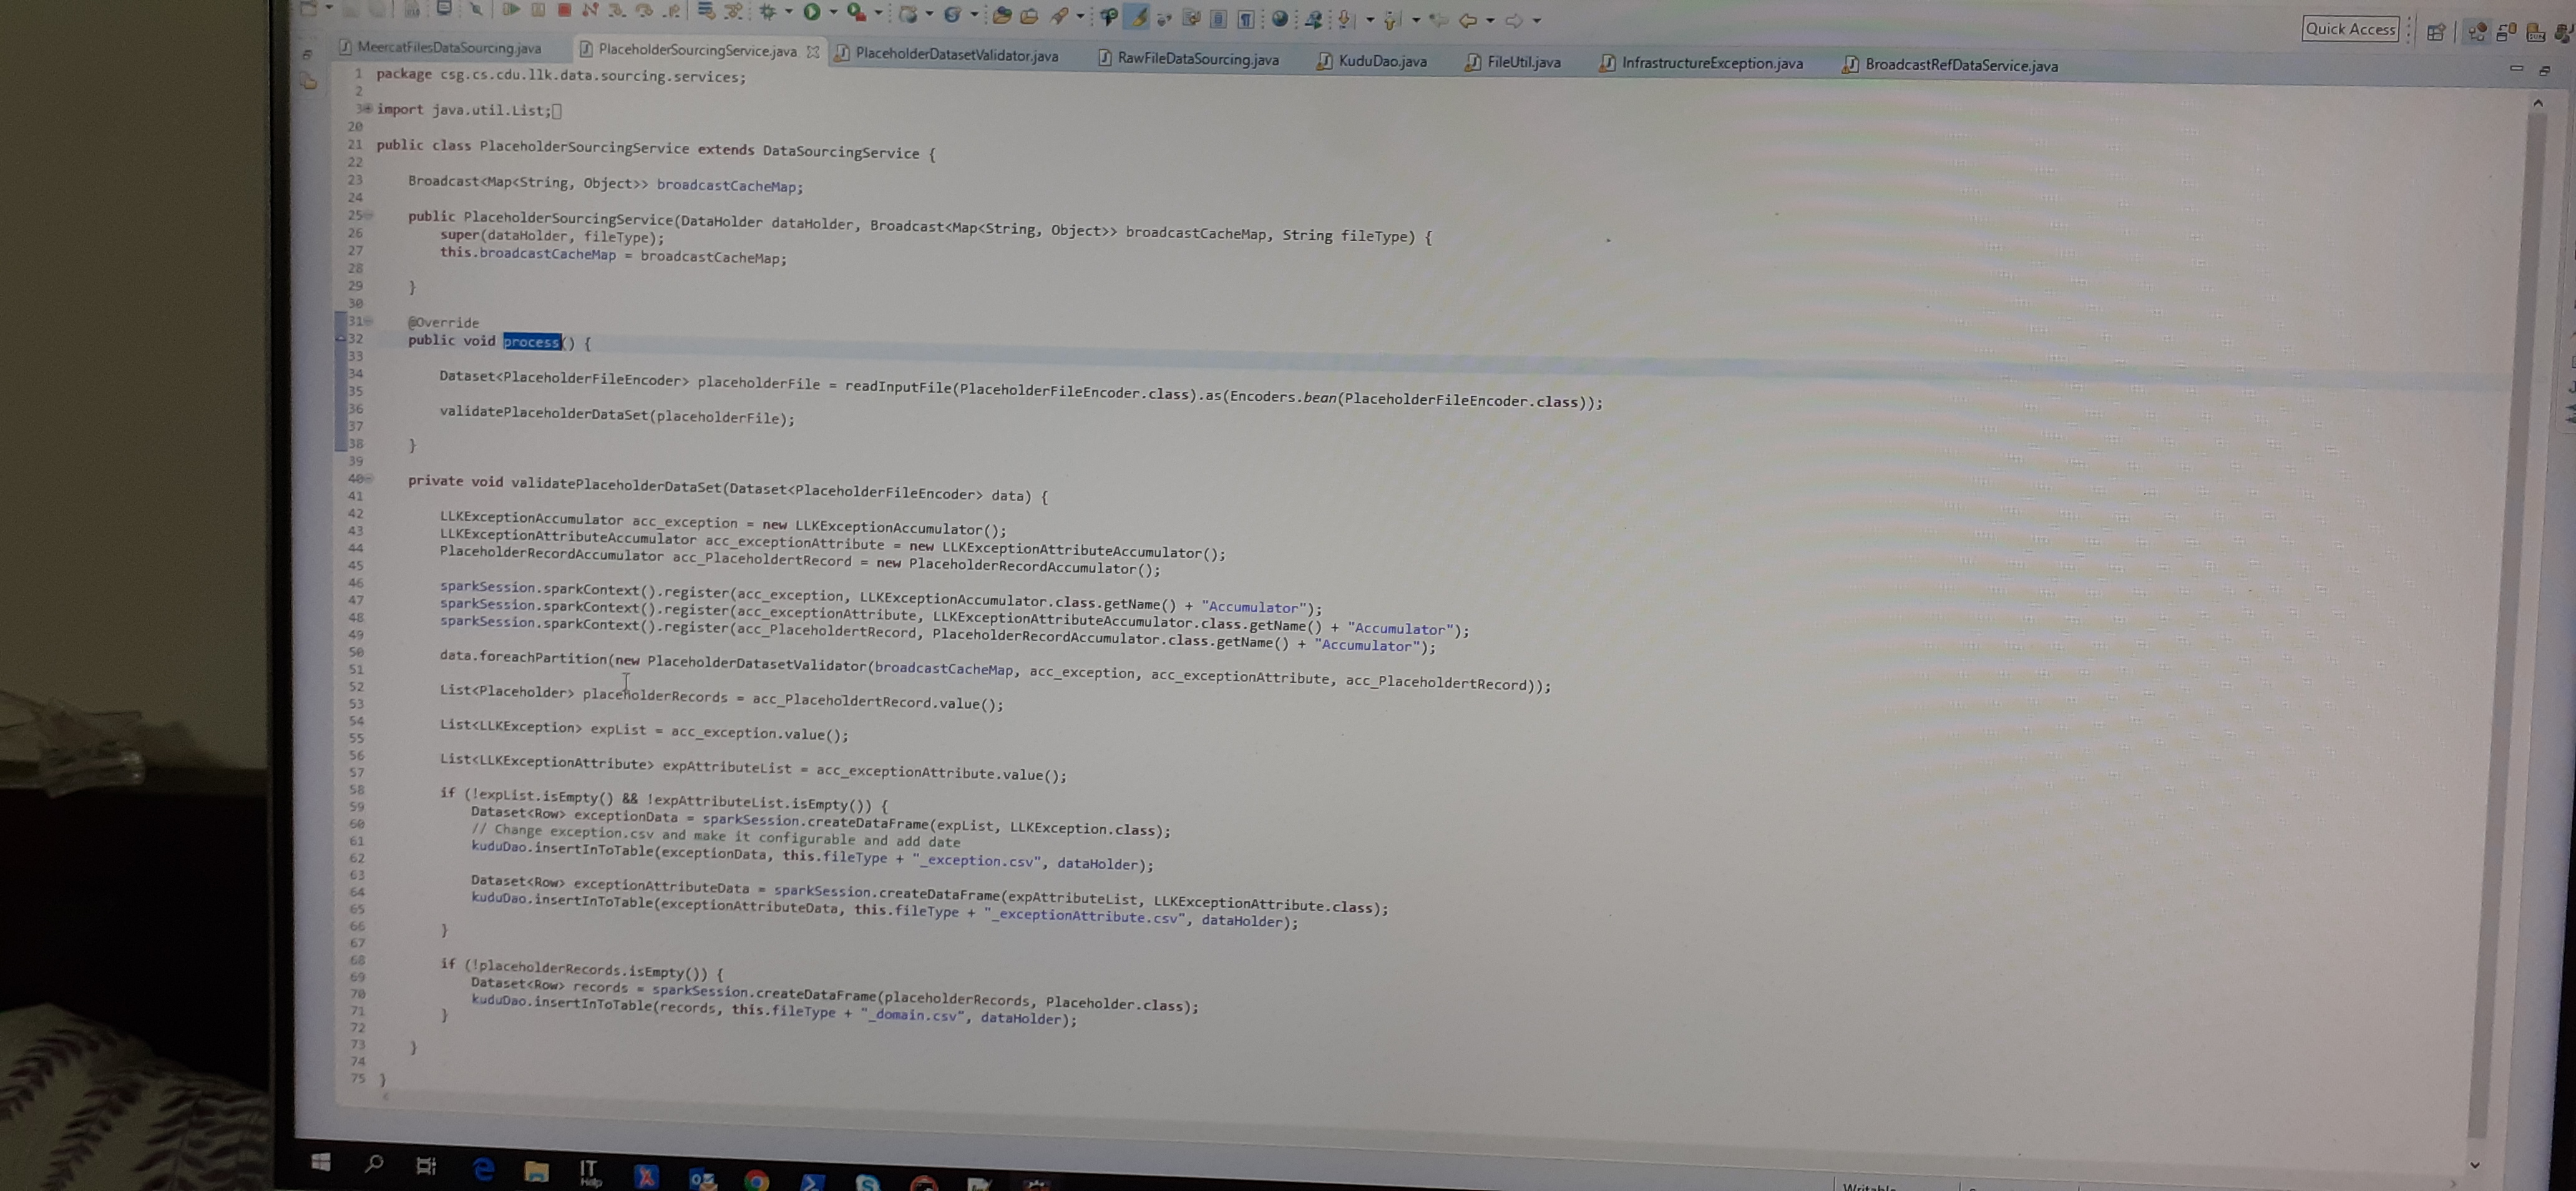 Quick Access
MeercatFilesDataSourcing.java PlaceholderSourcingService.java PlaceholderDatasetValidator.java RawFileDataSourcing.java KuduDao.java FileUtil.java InfrastructureException.java BroadcastRefDataService.java
1 package csg.cs.cdu.llk.data.sourcing.services;
2
3 import java.util.List;
20
21 public class PlaceholderSourcingService extends DataSourcingService {
22
23 Broadcast<Map<String, Object>> broadcastCacheMap;
24
25 public PlaceholderSourcingService(DataHolder dataHolder, Broadcast<Map<String, Object>> broadcastCacheMap, String fileType) {
26 super(dataHolder, fileType);
27 this.broadcastCacheMap = broadcastCacheMap;
28
29 }
30
31 @Override
32 public void process() {
33
34 Dataset<PlaceholderFileEncoder> placeholderFile = readInputFile(PlaceholderFileEncoder.class).as(Encoders.bean(PlaceholderFileEncoder.class));
35
36 validatePlaceholderDataSet(placeholderFile);
37
38 }
39
40 private void validatePlaceholderDataSet(Dataset<PlaceholderFileEncoder> data) {
41
42 LLKExceptionAccumulator acc_exception = new LLKExceptionAccumulator();
43 LLKExceptionAttributeAccumulator acc_exceptionAttribute = new LLKExceptionAttributeAccumulator();
44 PlaceholderRecordAccumulator acc_PlaceholdertRecord = new PlaceholderRecordAccumulator();
45
46 sparkSession.sparkContext().register(acc_exception, LLKExceptionAccumulator.class.getName() + "Accumulator");
47 sparkSession.sparkContext().register(acc_exceptionAttribute, LLKExceptionAttributeAccumulator.class.getName() + "Accumulator");
48 sparkSession.sparkContext().register(acc_PlaceholdertRecord, PlaceholderRecordAccumulator.class.getName() + "Accumulator");
49
50 data.foreachPartition(new PlaceholderDatasetValidator(broadcastCacheMap, acc_exception, acc_exceptionAttribute, acc_PlaceholdertRecord));
51
52 List<Placeholder> placeholderRecords = acc_PlaceholdertRecord.value();
53
54 List<LLKException> expList = acc_exception.value();
55
56 List<LLKExceptionAttribute> expAttributeList = acc_exceptionAttribute.value();
57
58 if (!expList.isEmpty() && !expAttributeList.isEmpty()) {
59 Dataset<Row> exceptionData = sparkSession.createDataFrame(expList, LLKException.class);
60 // Change exception.csv and make it configurable and add date
61 kuduDao.insertInToTable(exceptionData, this.fileType + "_exception.csv", dataHolder);
62
63 Dataset<Row> exceptionAttributeData = sparkSession.createDataFrame(expAttributeList, LLKExceptionAttribute.class);
64 kuduDao.insertInToTable(exceptionAttributeData, this.fileType + "_exceptionAttribute.csv", dataHolder);
65
66 }
67
68 if (!placeholderRecords.isEmpty()) {
69 Dataset<Row> records = sparkSession.createDataFrame(placeholderRecords, Placeholder.class);
70 kuduDao.insertInToTable(records, this.fileType + "_domain.csv", dataHolder);
71 }
72
73 }
74
75 }
IT
Help